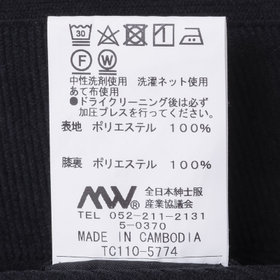 30
F W
中性洗剤使用 洗濯ネット使用
あて布使用
●ドライクリーニング後は必ず
加圧プレスを行ってください。
表地 ポリエステル 100%
膝裏 ポリエステル 100%
MW 全日本紳士服
産業協議会
TEL 052-211-2131
5-0370
MADE IN CAMBODIA
TC110-5774